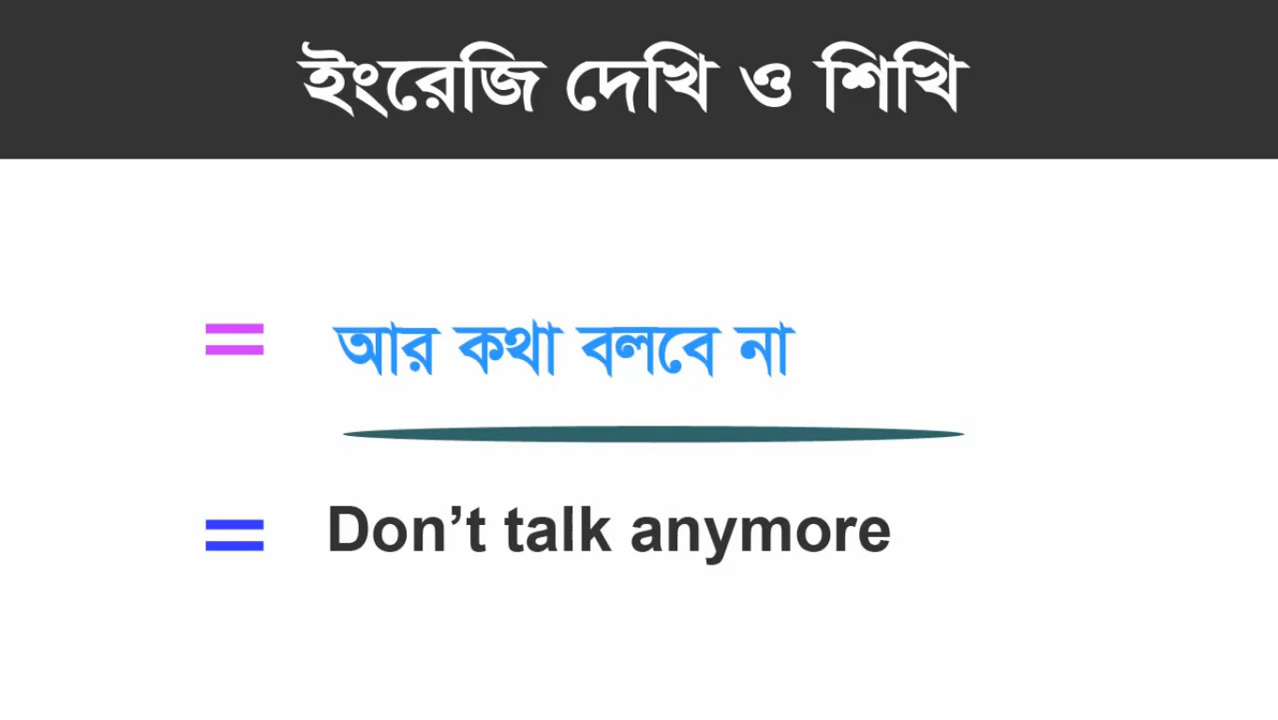 ইংরেজি দেখি ও শিখি
= আর কথা বলবে না
= Don’t talk anymore